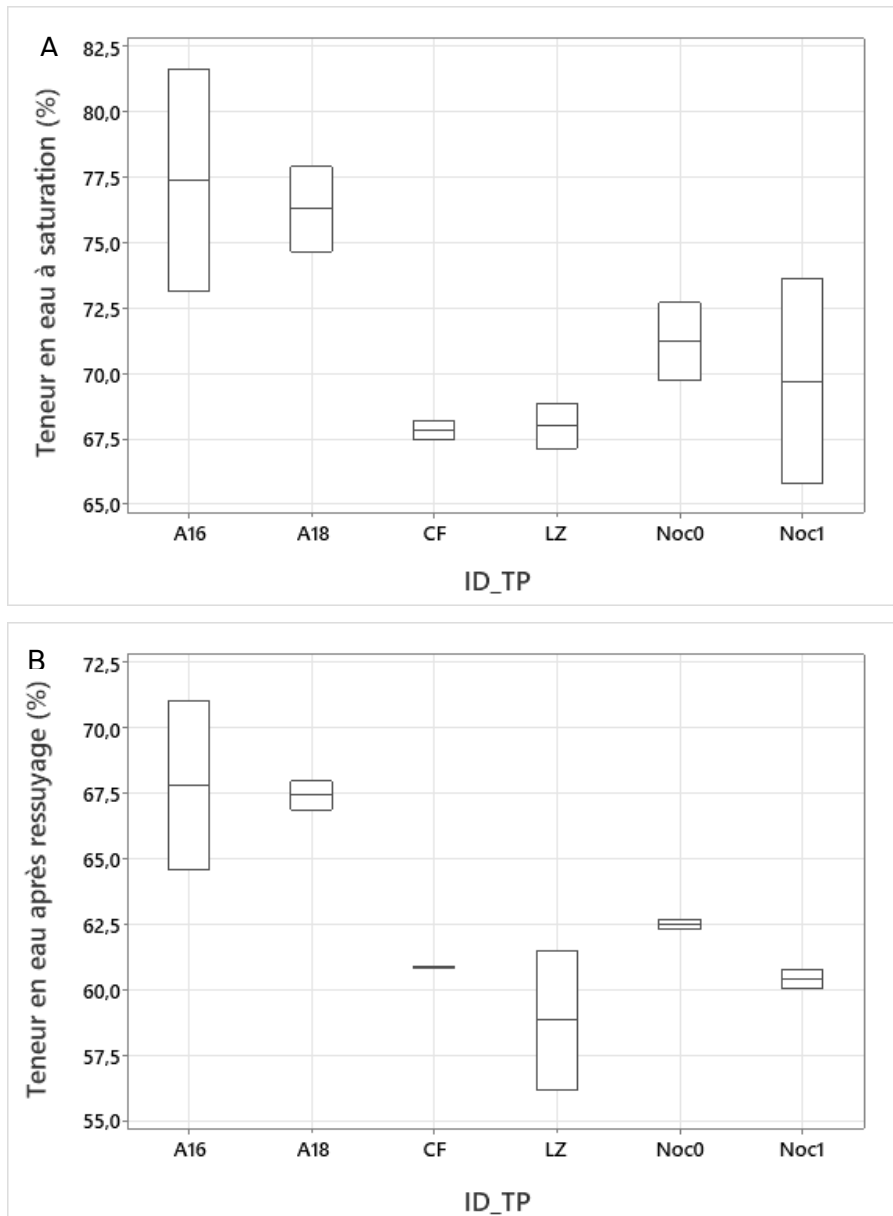 A
Teneur en eau à saturation (%)
82,5
80,0
77,5
75,0
72,5
70,0
67,5
65,0
A16 A18 CF LZ Noc0 Noc1
ID_TP
B
Teneur en eau après ressuyage (%)
72,5
70,0
67,5
65,0
62,5
60,0
57,5
55,0
A16 A18 CF LZ Noc0 Noc1
ID_TP